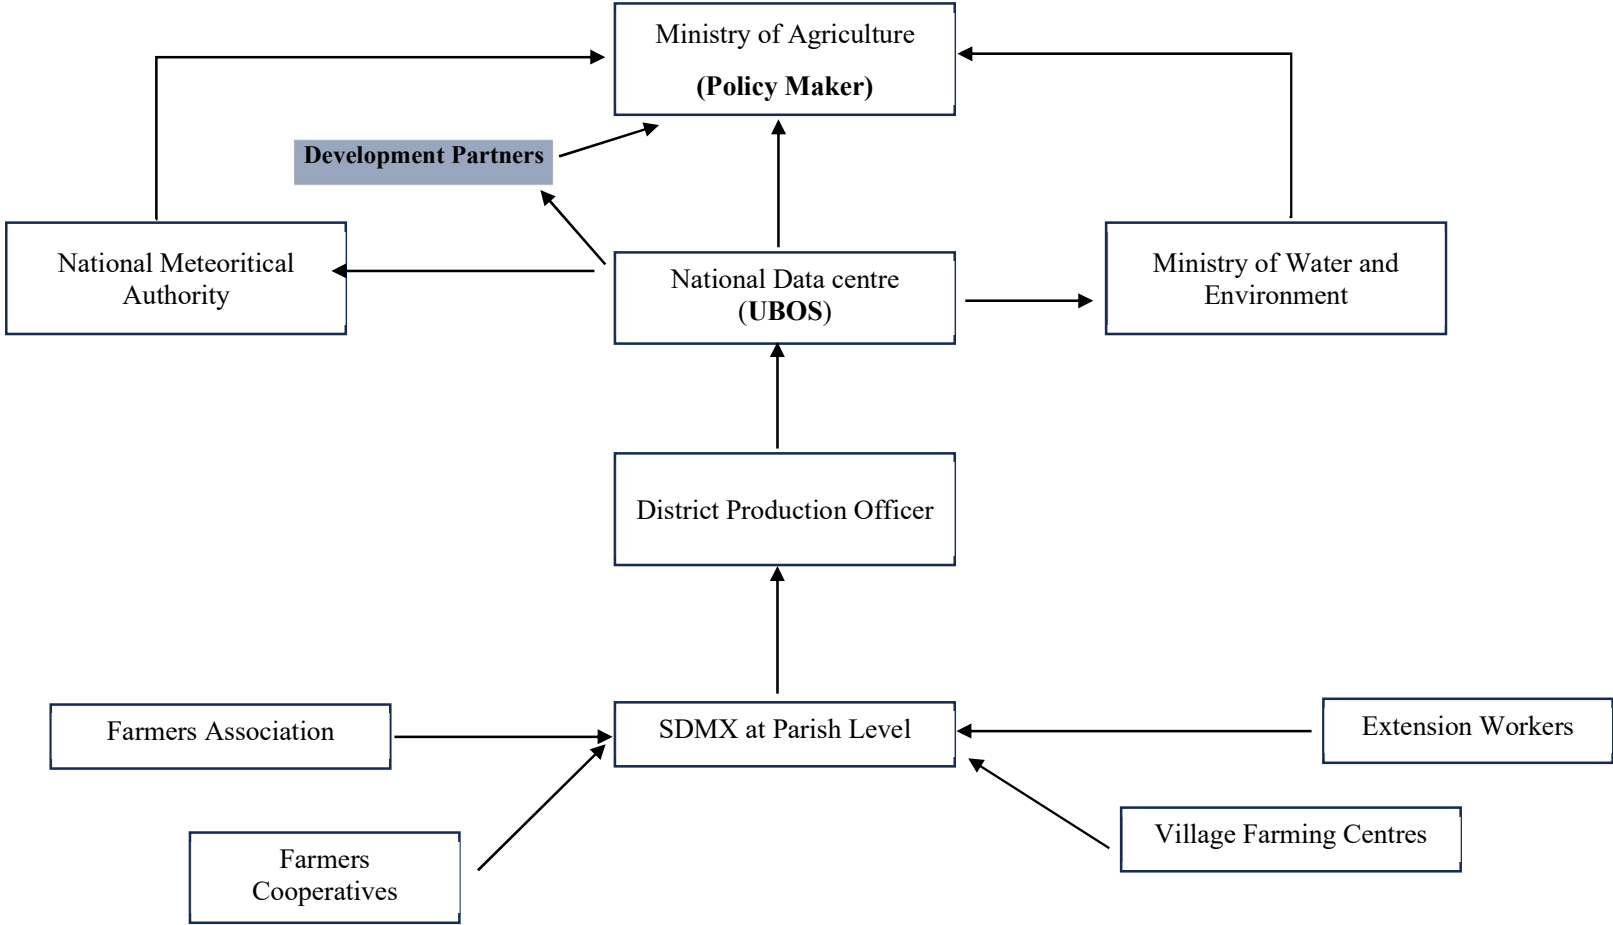 Ministry of Agriculture
(Policy Maker)
Development Partners
National Meteoritical
Authority
National Data centre
(UBOS)
Ministry of Water and
Environment
District Production Officer
Farmers Association
SDMX at Parish Level
Extension Workers
Farmers
Cooperatives
Village Farming Centres